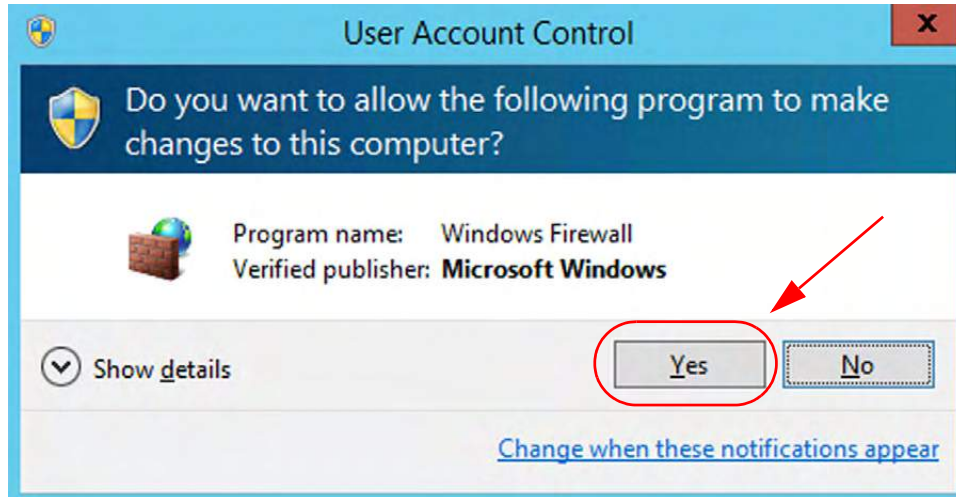 User Account Control
x
Do you want to allow the following program to make
changes to this computer?
Program name: Windows Firewall
Verified publisher: Microsoft Windows
Show details
Yes
No
Change when these notifications appear